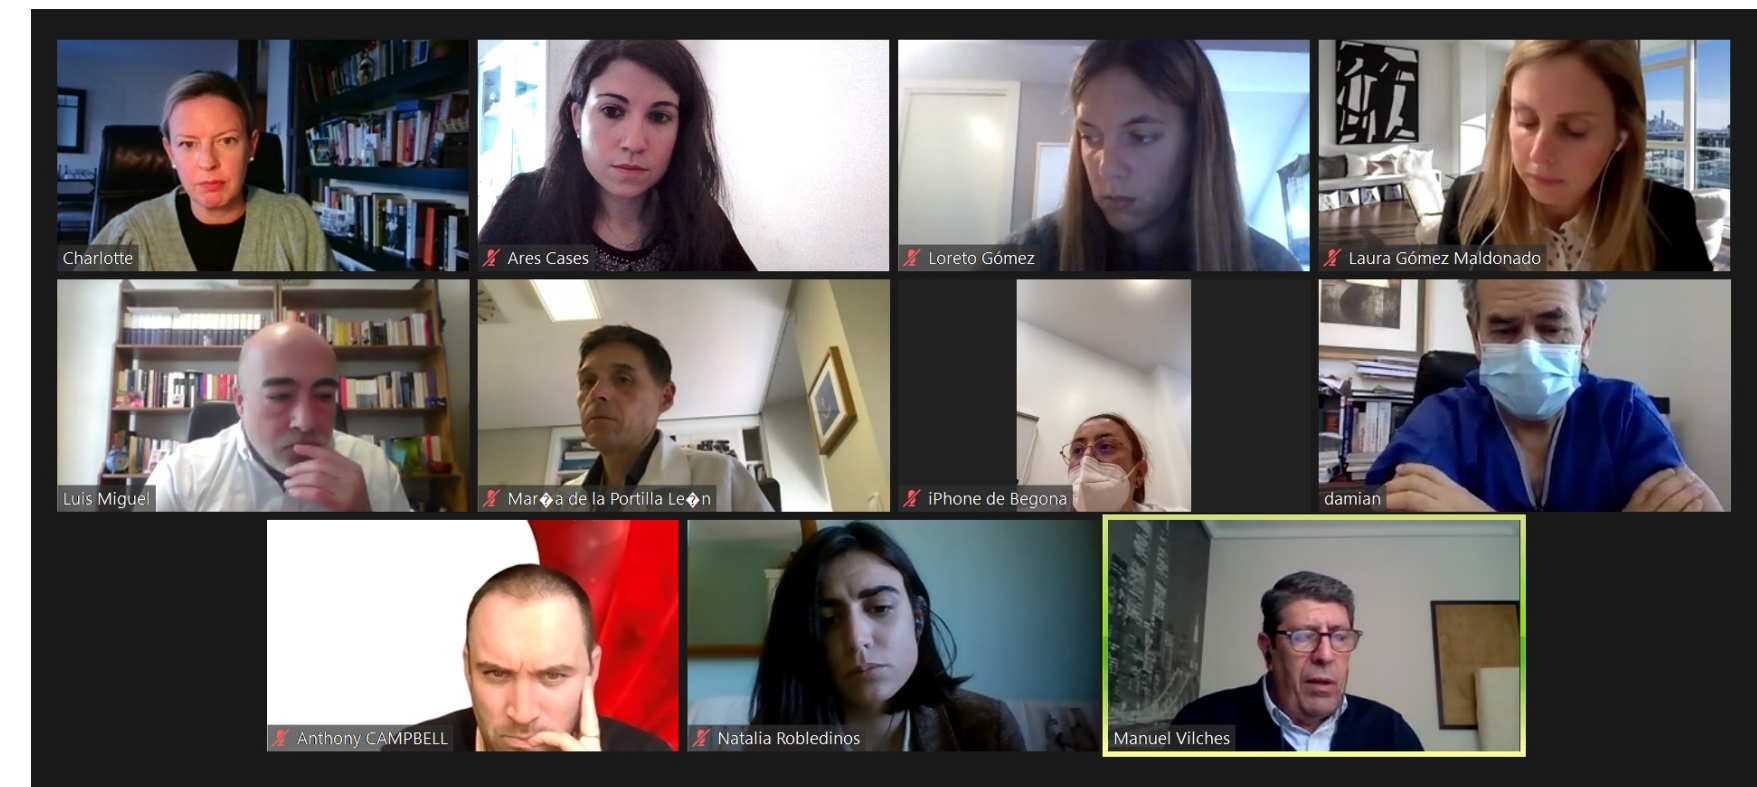 Charlotte
Ares Cases
Loreto Gómez
Laura Gómez Maldonado
Luis Miguel
Mar�a de la Portilla Le�n
iPhone de Begona
damian
Anthony CAMPBELL
Natalia Robledinos
Manuel Vilches